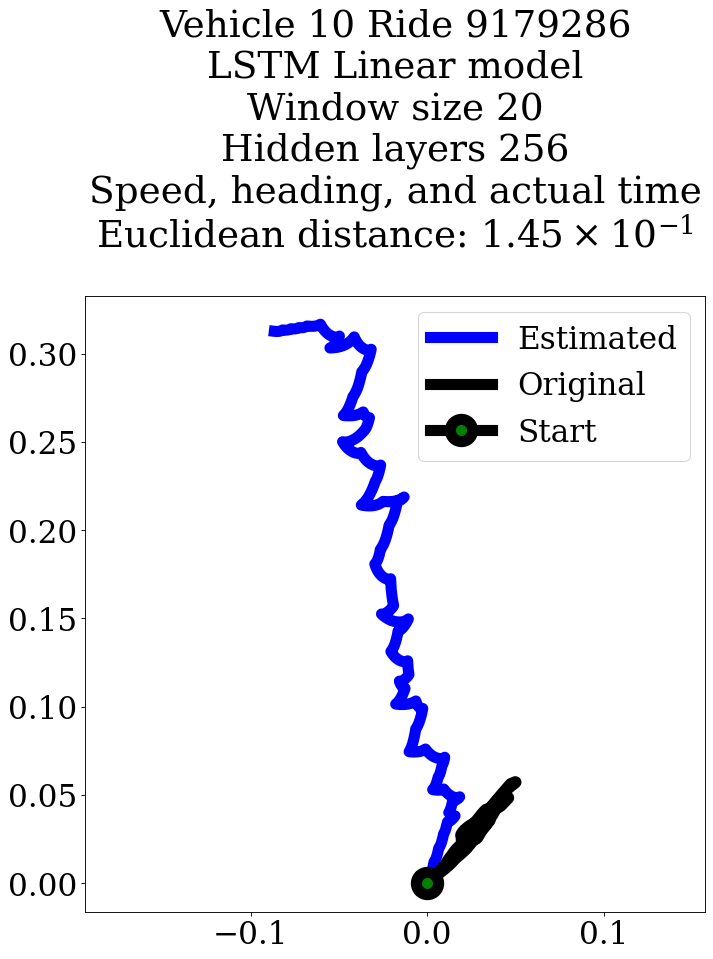 Vehicle 10 Ride 9179286
LSTM Linear model
Window size 20
Hidden layers 256
Speed, heading, and actual time
Euclidean distance: 1.45 × 10⁻¹
Estimated
Original
Start
0.30
0.25
0.20
0.15
0.10
0.05
0.00
−0.1 0.0 0.1